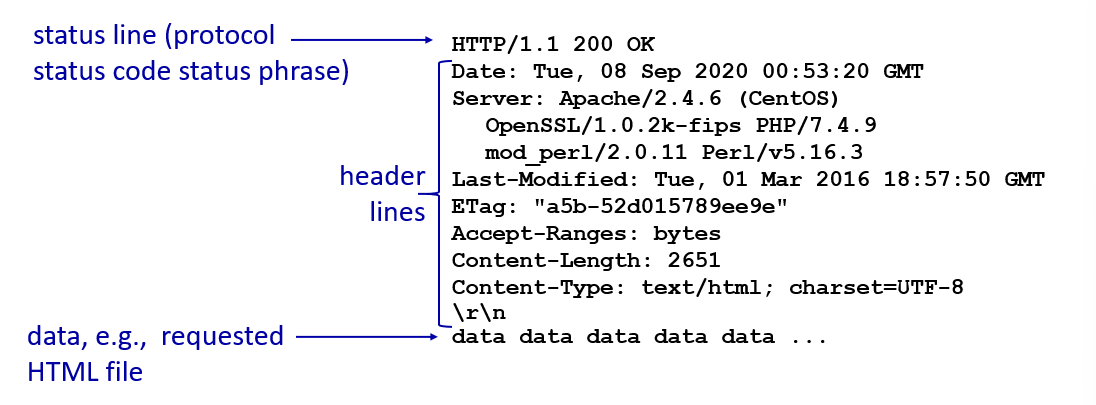 status line (protocol
status code status phrase)
HTTP/1.1 200 OK
Date: Tue, 08 Sep 2020 00:53:20 GMT
Server: Apache/2.4.6 (CentOS)
OpenSSL/1.0.2k-fips PHP/7.4.9
mod_perl/2.0.11 Perl/v5.16.3
header
lines
Last-Modified: Tue, 01 Mar 2016 18:57:50 GMT
ETag: "a5b-52d015789ee9e"
Accept-Ranges: bytes
Content-Length: 2651
Content-Type: text/html; charset=UTF-8
\r\n
data, e.g., requested
HTML file
data data data data data ...